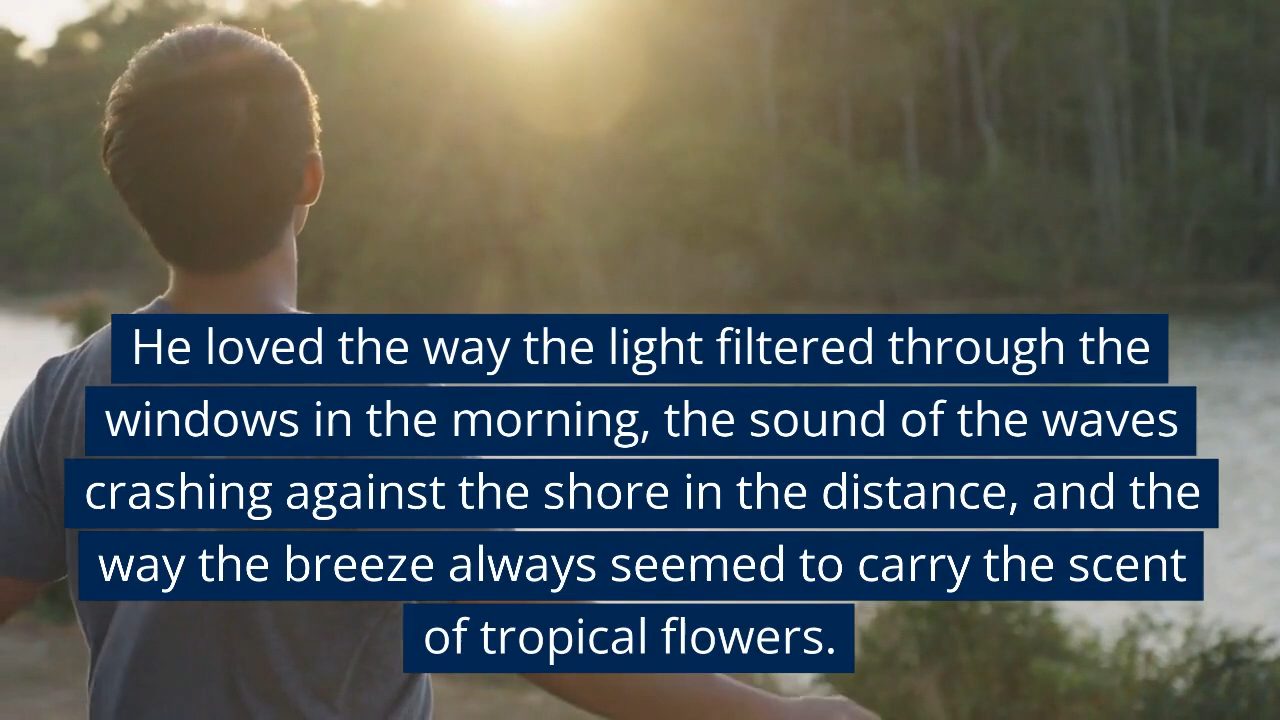 He loved the way the light filtered through the
windows in the morning, the sound of the waves
crashing against the shore in the distance, and the
way the breeze always seemed to carry the scent
of tropical flowers.